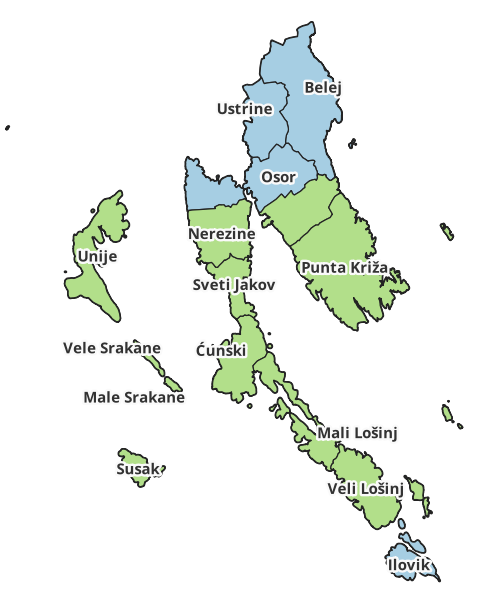 Belej
Ustrine
Osor
Nerezine
Unije
Punta Križa
Sveti Jakov
Vele Srakane
Ćunski
Male Srakane
Mali Lošinj
Susak
Veli Lošinj
Ilovik